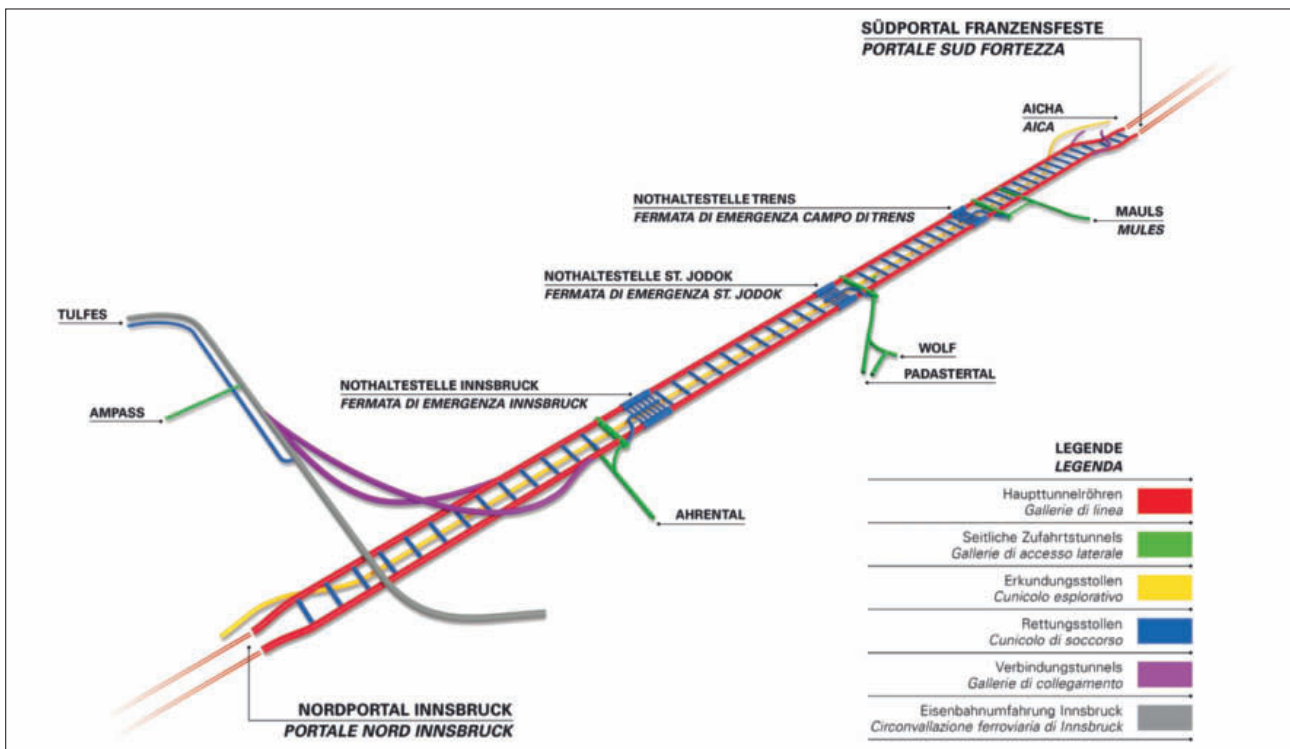 SÜDPORTAL FRANZENSFESTE
PORTALE SUD FORTEZZA
AICHA
AICA
NOTHALTESTELLE TRENS
FERMATA DI EMERGENZA CAMPO DI TRENS
MAULS
MULES
NOTHALTESTELLE ST. JODOK
FERMATA DI EMERGENZA ST. JODOK
TULFES
WOLF
PADASTERTAL
NOTHALTESTELLE INNSBRUCK
FERMATA DI EMERGENZA INNSBRUCK
AMPASS
AHRENTAL
NORDPORTAL INNSBRUCK
PORTALE NORD INNSBRUCK
LEGENDE
LEGENDA
Haupttunnelröhren
Gallerie di linea
Seitliche Zufahrtstunnels
Gallerie di accesso laterale
Erkundungsstollen
Cunicolo esplorativo
Rettungsstollen
Cunicolo di soccorso
Verbindungstunnels
Gallerie di collegamento
Eisenbahnumfahrung Innsbruck
Circonvallazione ferroviaria di Innsbruck